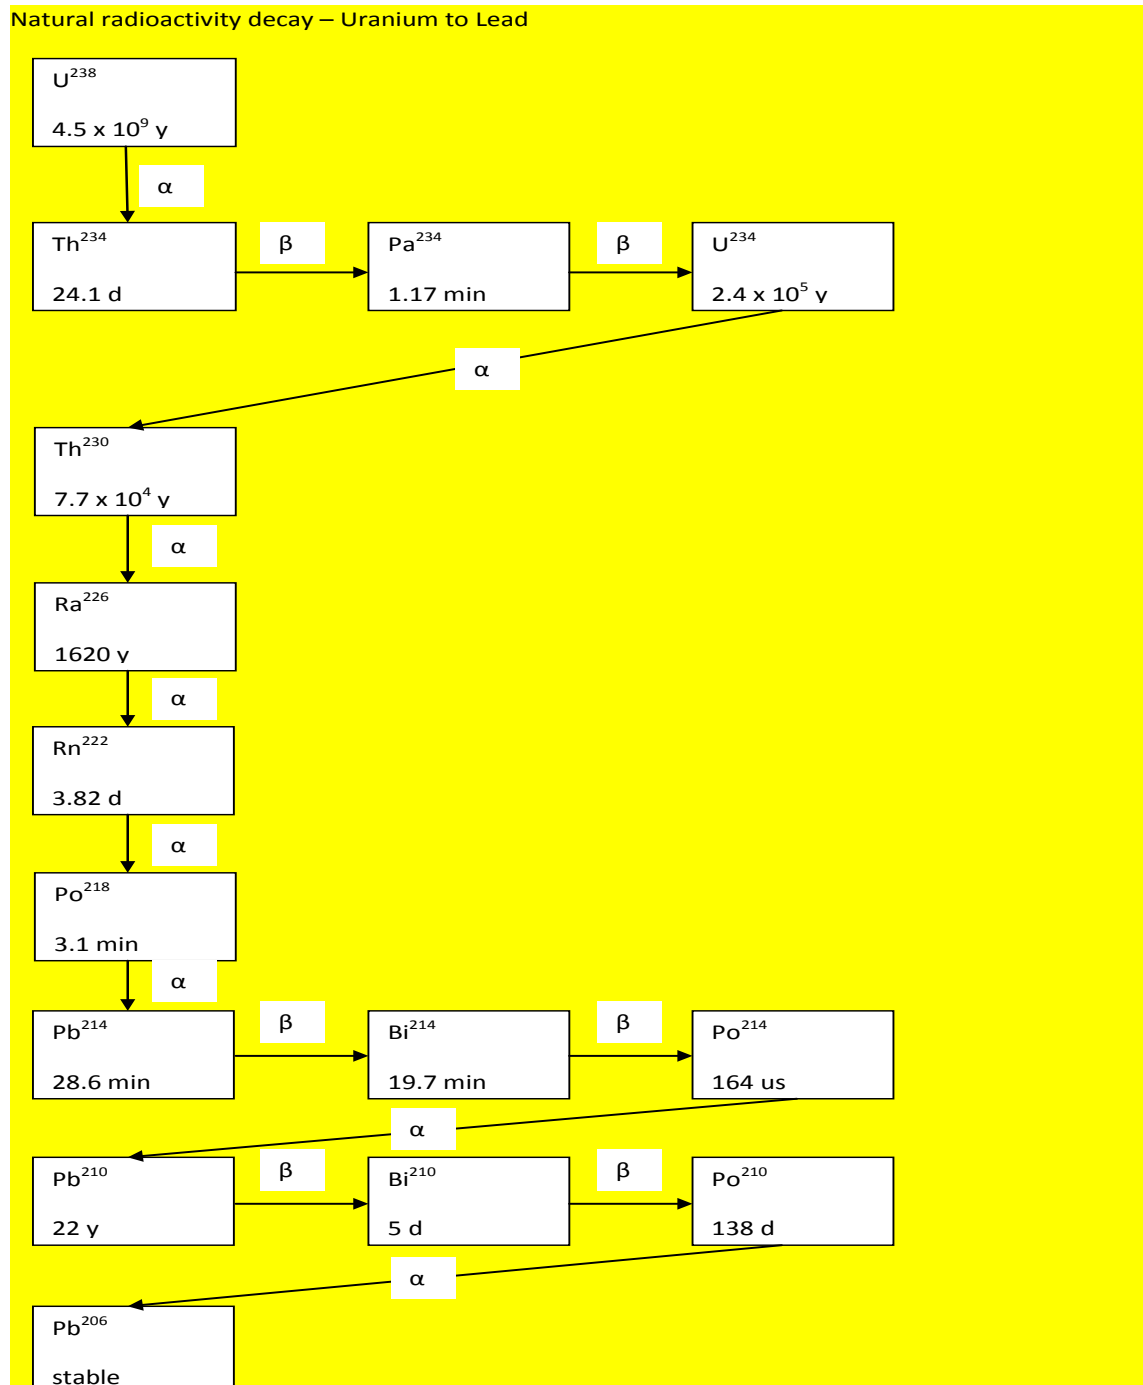 Natural radioactivity decay – Uranium to Lead
U²³⁸
4.5 x 10⁹ y
α
Th²³⁴
24.1 d
β
Pa²³⁴
1.17 min
β
U²³⁴
2.4 x 10⁵ y
α
Th²³⁰
7.7 x 10⁴ y
α
Ra²²⁶
1620 y
α
Rn²²²
3.82 d
α
Po²¹⁸
3.1 min
α
Pb²¹⁴
28.6 min
β
Bi²¹⁴
19.7 min
β
Po²¹⁴
164 us
α
Pb²¹⁰
22 y
β
Bi²¹⁰
5 d
β
Po²¹⁰
138 d
α
Pb²⁰⁶
stable